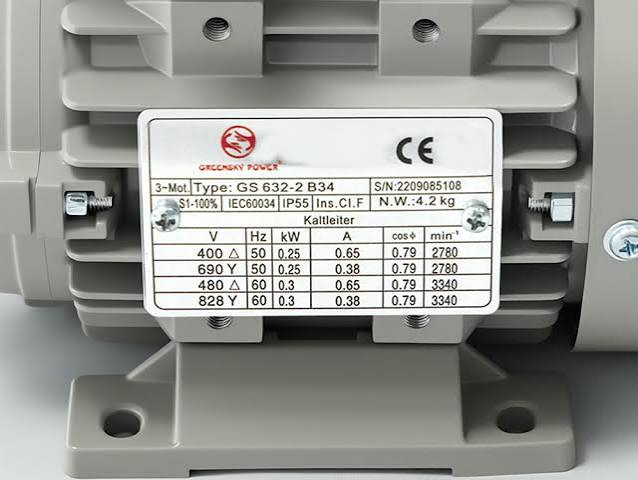 GREENSKY POWER®
CE
3~Mot. Type: GS 632-2 B34 S/N:2209085108
S1-100% IEC60034 IP55 Ins.Cl.F N.W.:4.2 kg
Kaltleiter
V Hz kW A cosΦ min⁻¹
400 △ 50 0.25 0.65 0.79 2780
690 Y 50 0.25 0.38 0.79 2780
480 △ 60 0.3 0.65 0.79 3340
828 Y 60 0.3 0.38 0.79 3340